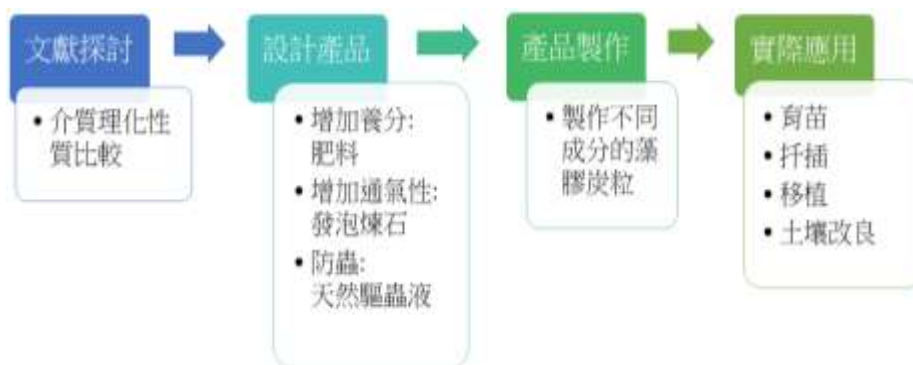 文獻探討
• 介質理化性
質比較
設計產品
• 增加養分:
肥料
• 增加通氣性:
發泡煉石
• 防蟲:
天然驅蟲液
產品製作
• 製作不同
成分的藻
膠炭粒
實際應用
• 育苗
• 扦插
• 移植
• 土壤改良